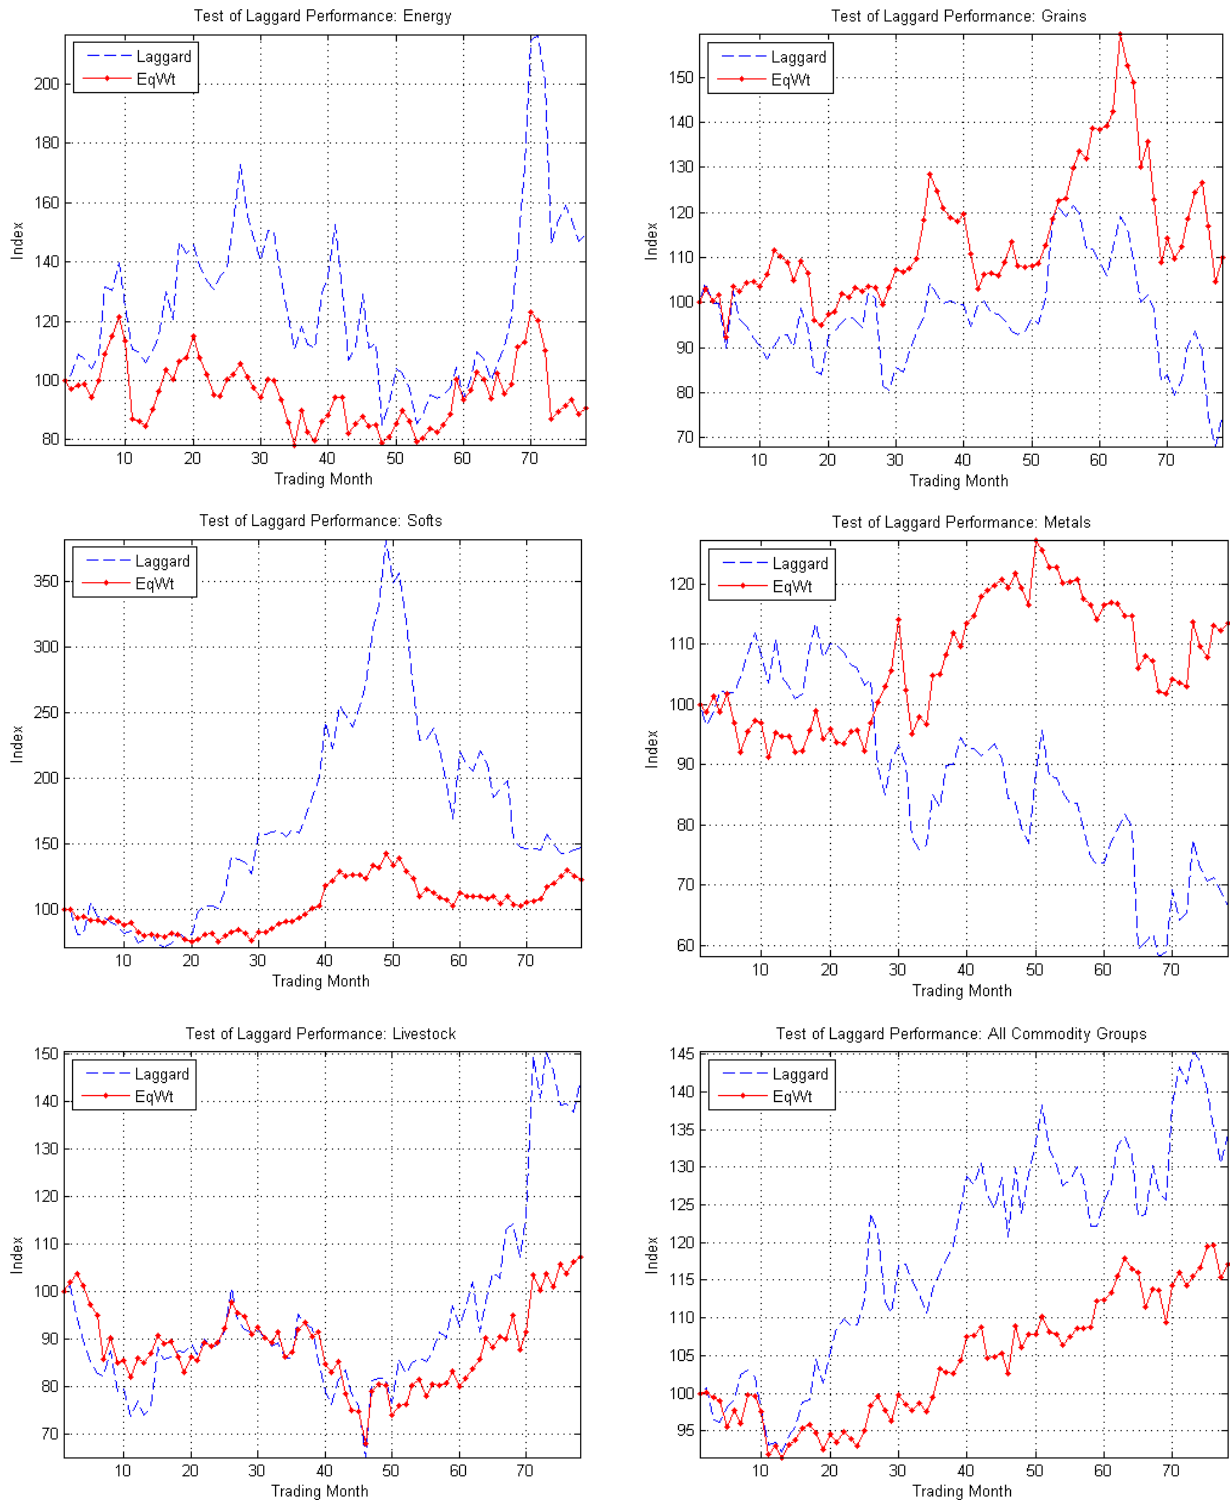 Test of Laggard Performance: Energy
Laggard
EqWt
200
180
160
140
120
100
80
Index
10 20 30 40 50 60 70
Trading Month
Test of Laggard Performance: Grains
Laggard
EqWt
150
140
130
120
110
100
90
80
70
Index
10 20 30 40 50 60 70
Trading Month
Test of Laggard Performance: Softs
Laggard
EqWt
350
300
250
200
150
100
Index
10 20 30 40 50 60 70
Trading Month
Test of Laggard Performance: Metals
Laggard
EqWt
120
110
100
90
80
70
60
Index
10 20 30 40 50 60 70
Trading Month
Test of Laggard Performance: Livestock
Laggard
EqWt
150
140
130
120
110
100
90
80
70
Index
10 20 30 40 50 60 70
Trading Month
Test of Laggard Performance: All Commodity Groups
Laggard
EqWt
145
140
135
130
125
120
115
110
105
100
95
Index
10 20 30 40 50 60 70
Trading Month